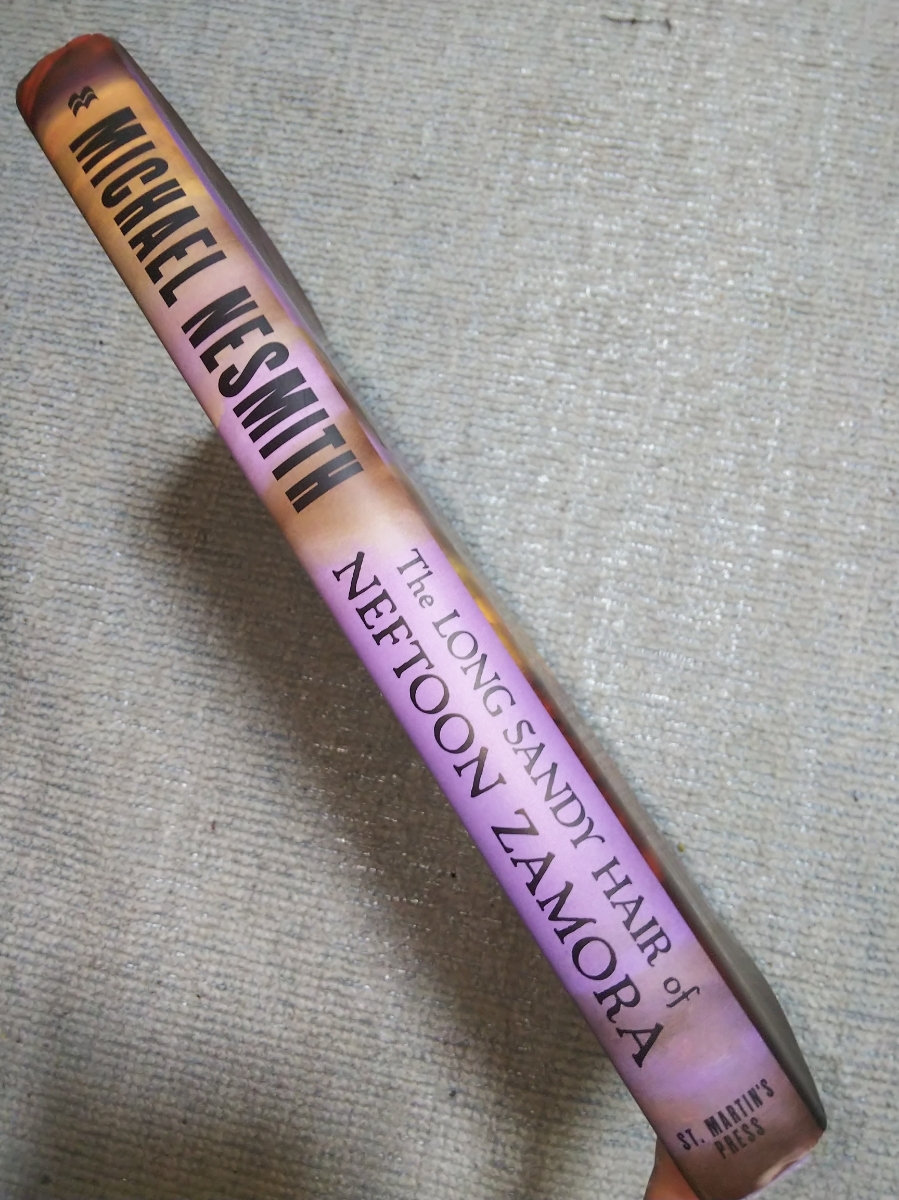 MICHAEL NESMITH
The LONG SANDY HAIR of
NEFTOON ZAMORA
ST. MARTIN'S
PRESS